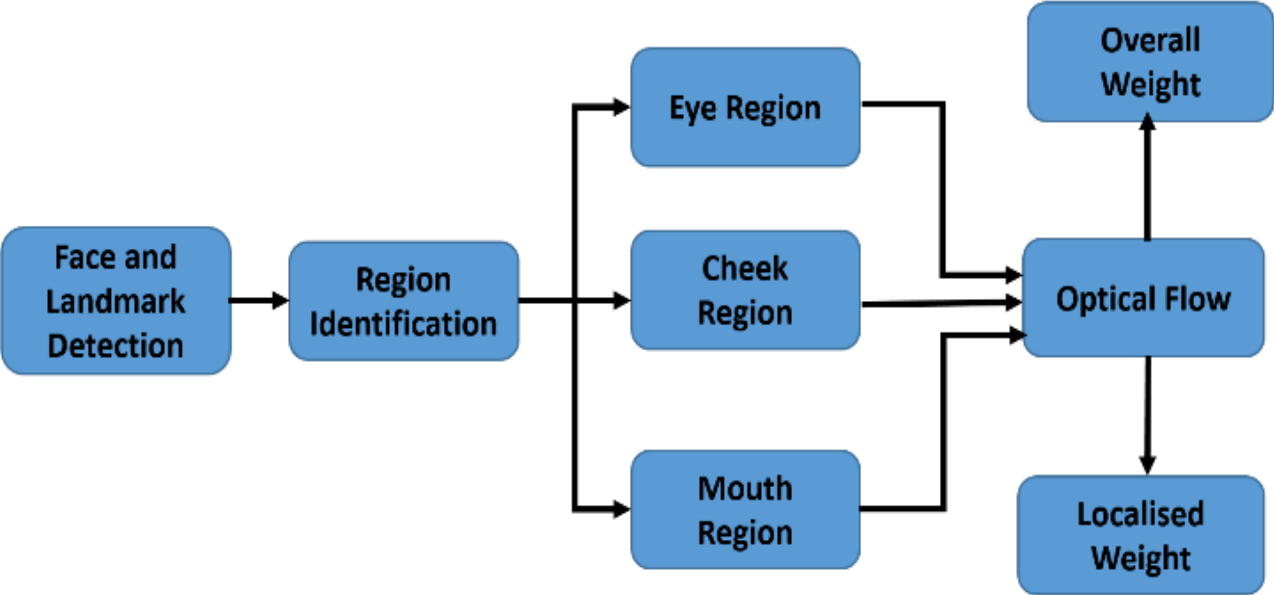 Face and
Landmark
Detection
Region
Identification
Eye Region
Cheek
Region
Mouth
Region
Optical Flow
Overall
Weight
Localised
Weight